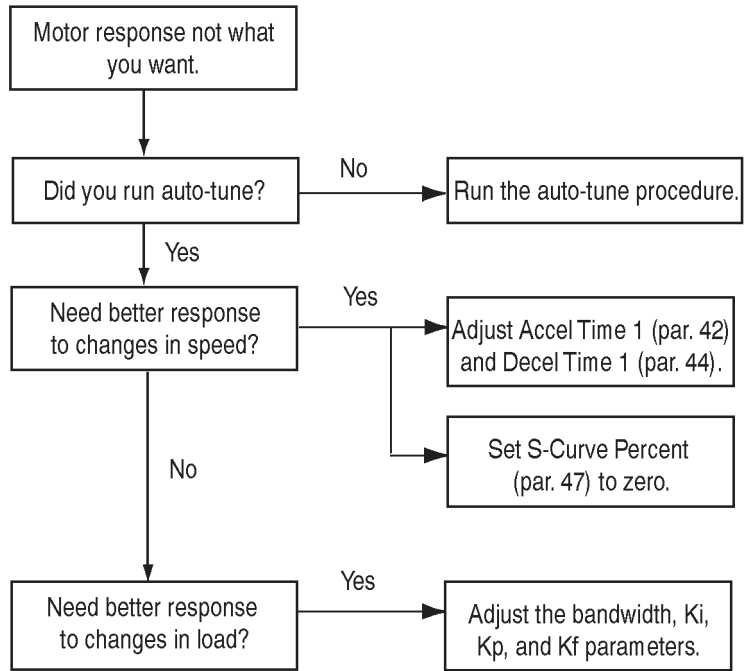 Motor response not what
you want.
Did you run auto-tune?
No
Run the auto-tune procedure.
Yes
Need better response
to changes in speed?
Yes
Adjust Accel Time 1 (par. 42)
and Decel Time 1 (par. 44).
Set S-Curve Percent
(par. 47) to zero.
No
Need better response
to changes in load?
Yes
Adjust the bandwidth, Ki,
Kp, and Kf parameters.